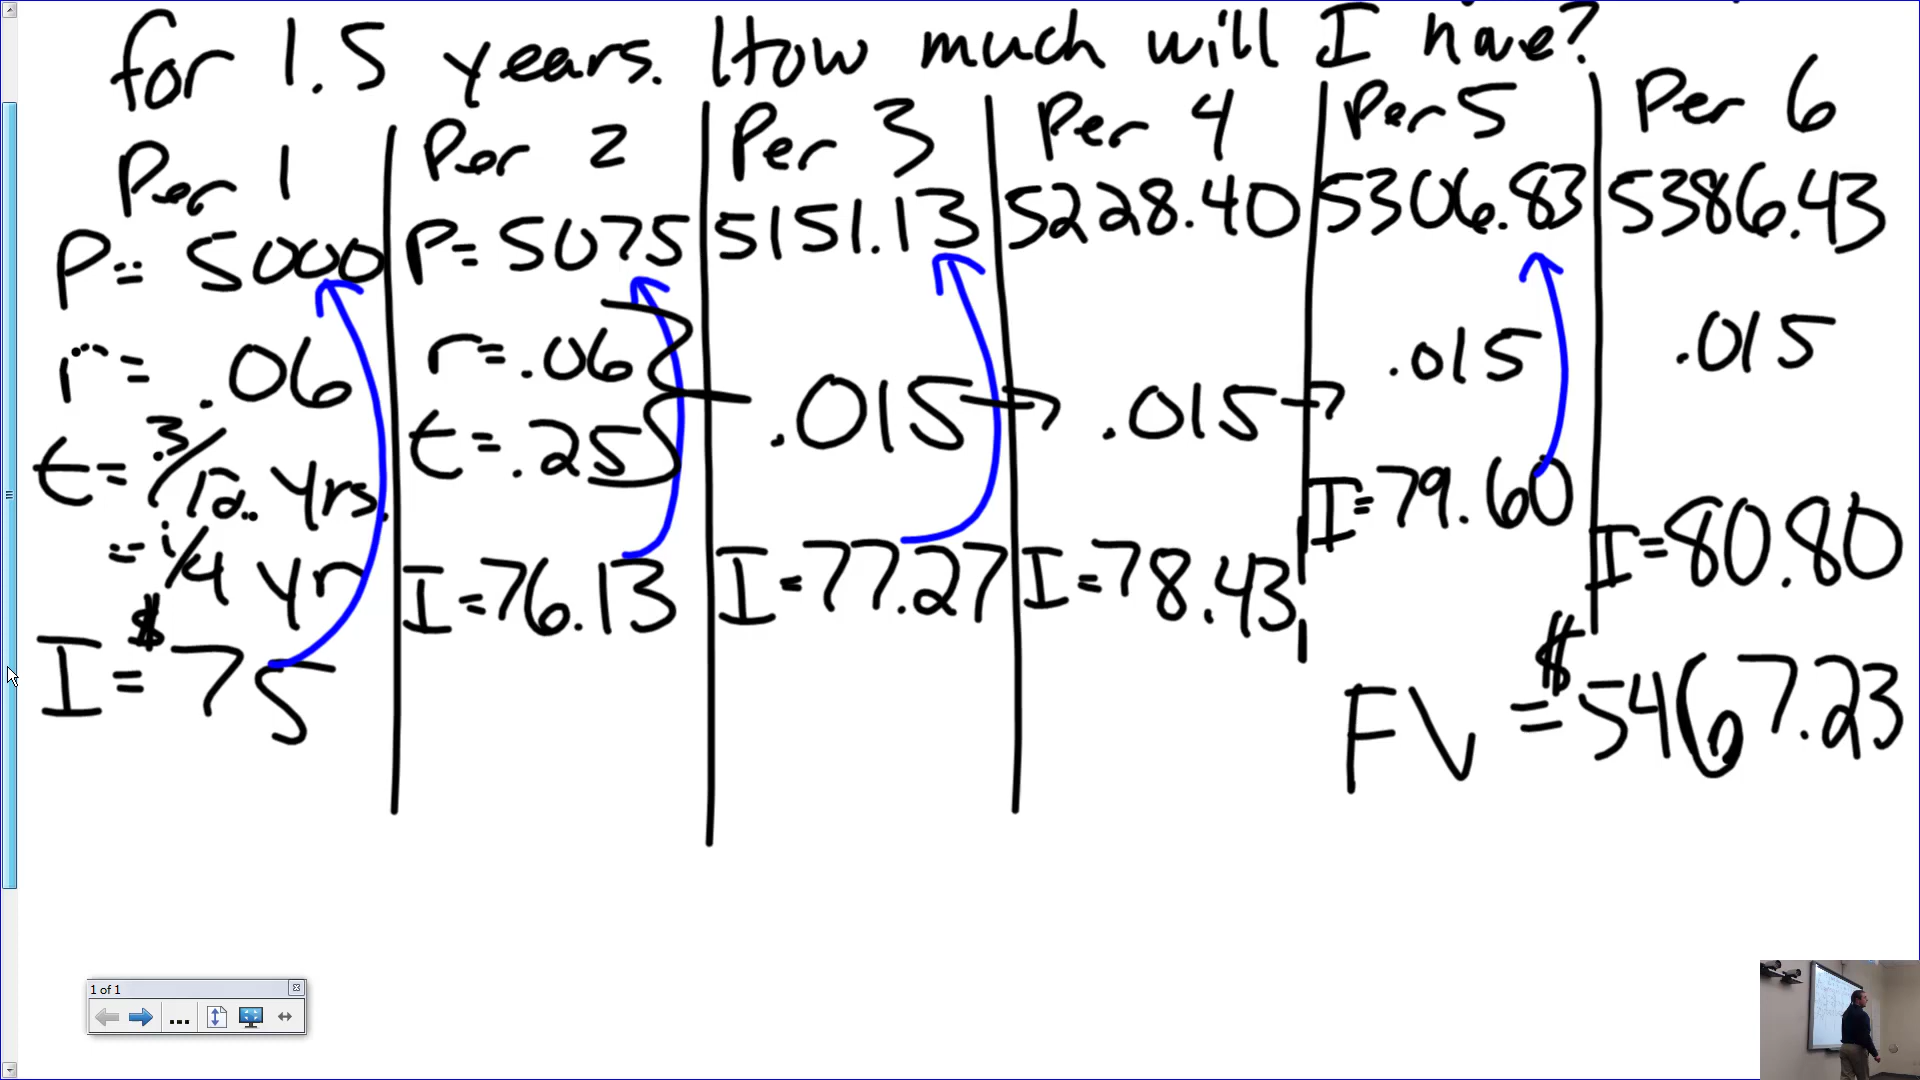 for 1.5 years. How much will I have?
Per 1
P= 5000
r= .06
t= 3/12 yrs.
= 1/4 yr
I= $75
Per 2
P= 5075
r= .06
t= .25
I=76.13
Per 3
5151.13
.015
I=77.27
Per 4
5228.40
.015
I=78.43
Per 5
5306.83
.015
I=79.60
Per 6
5386.43
.015
I=80.80
FV = $5467.23
1 of 1